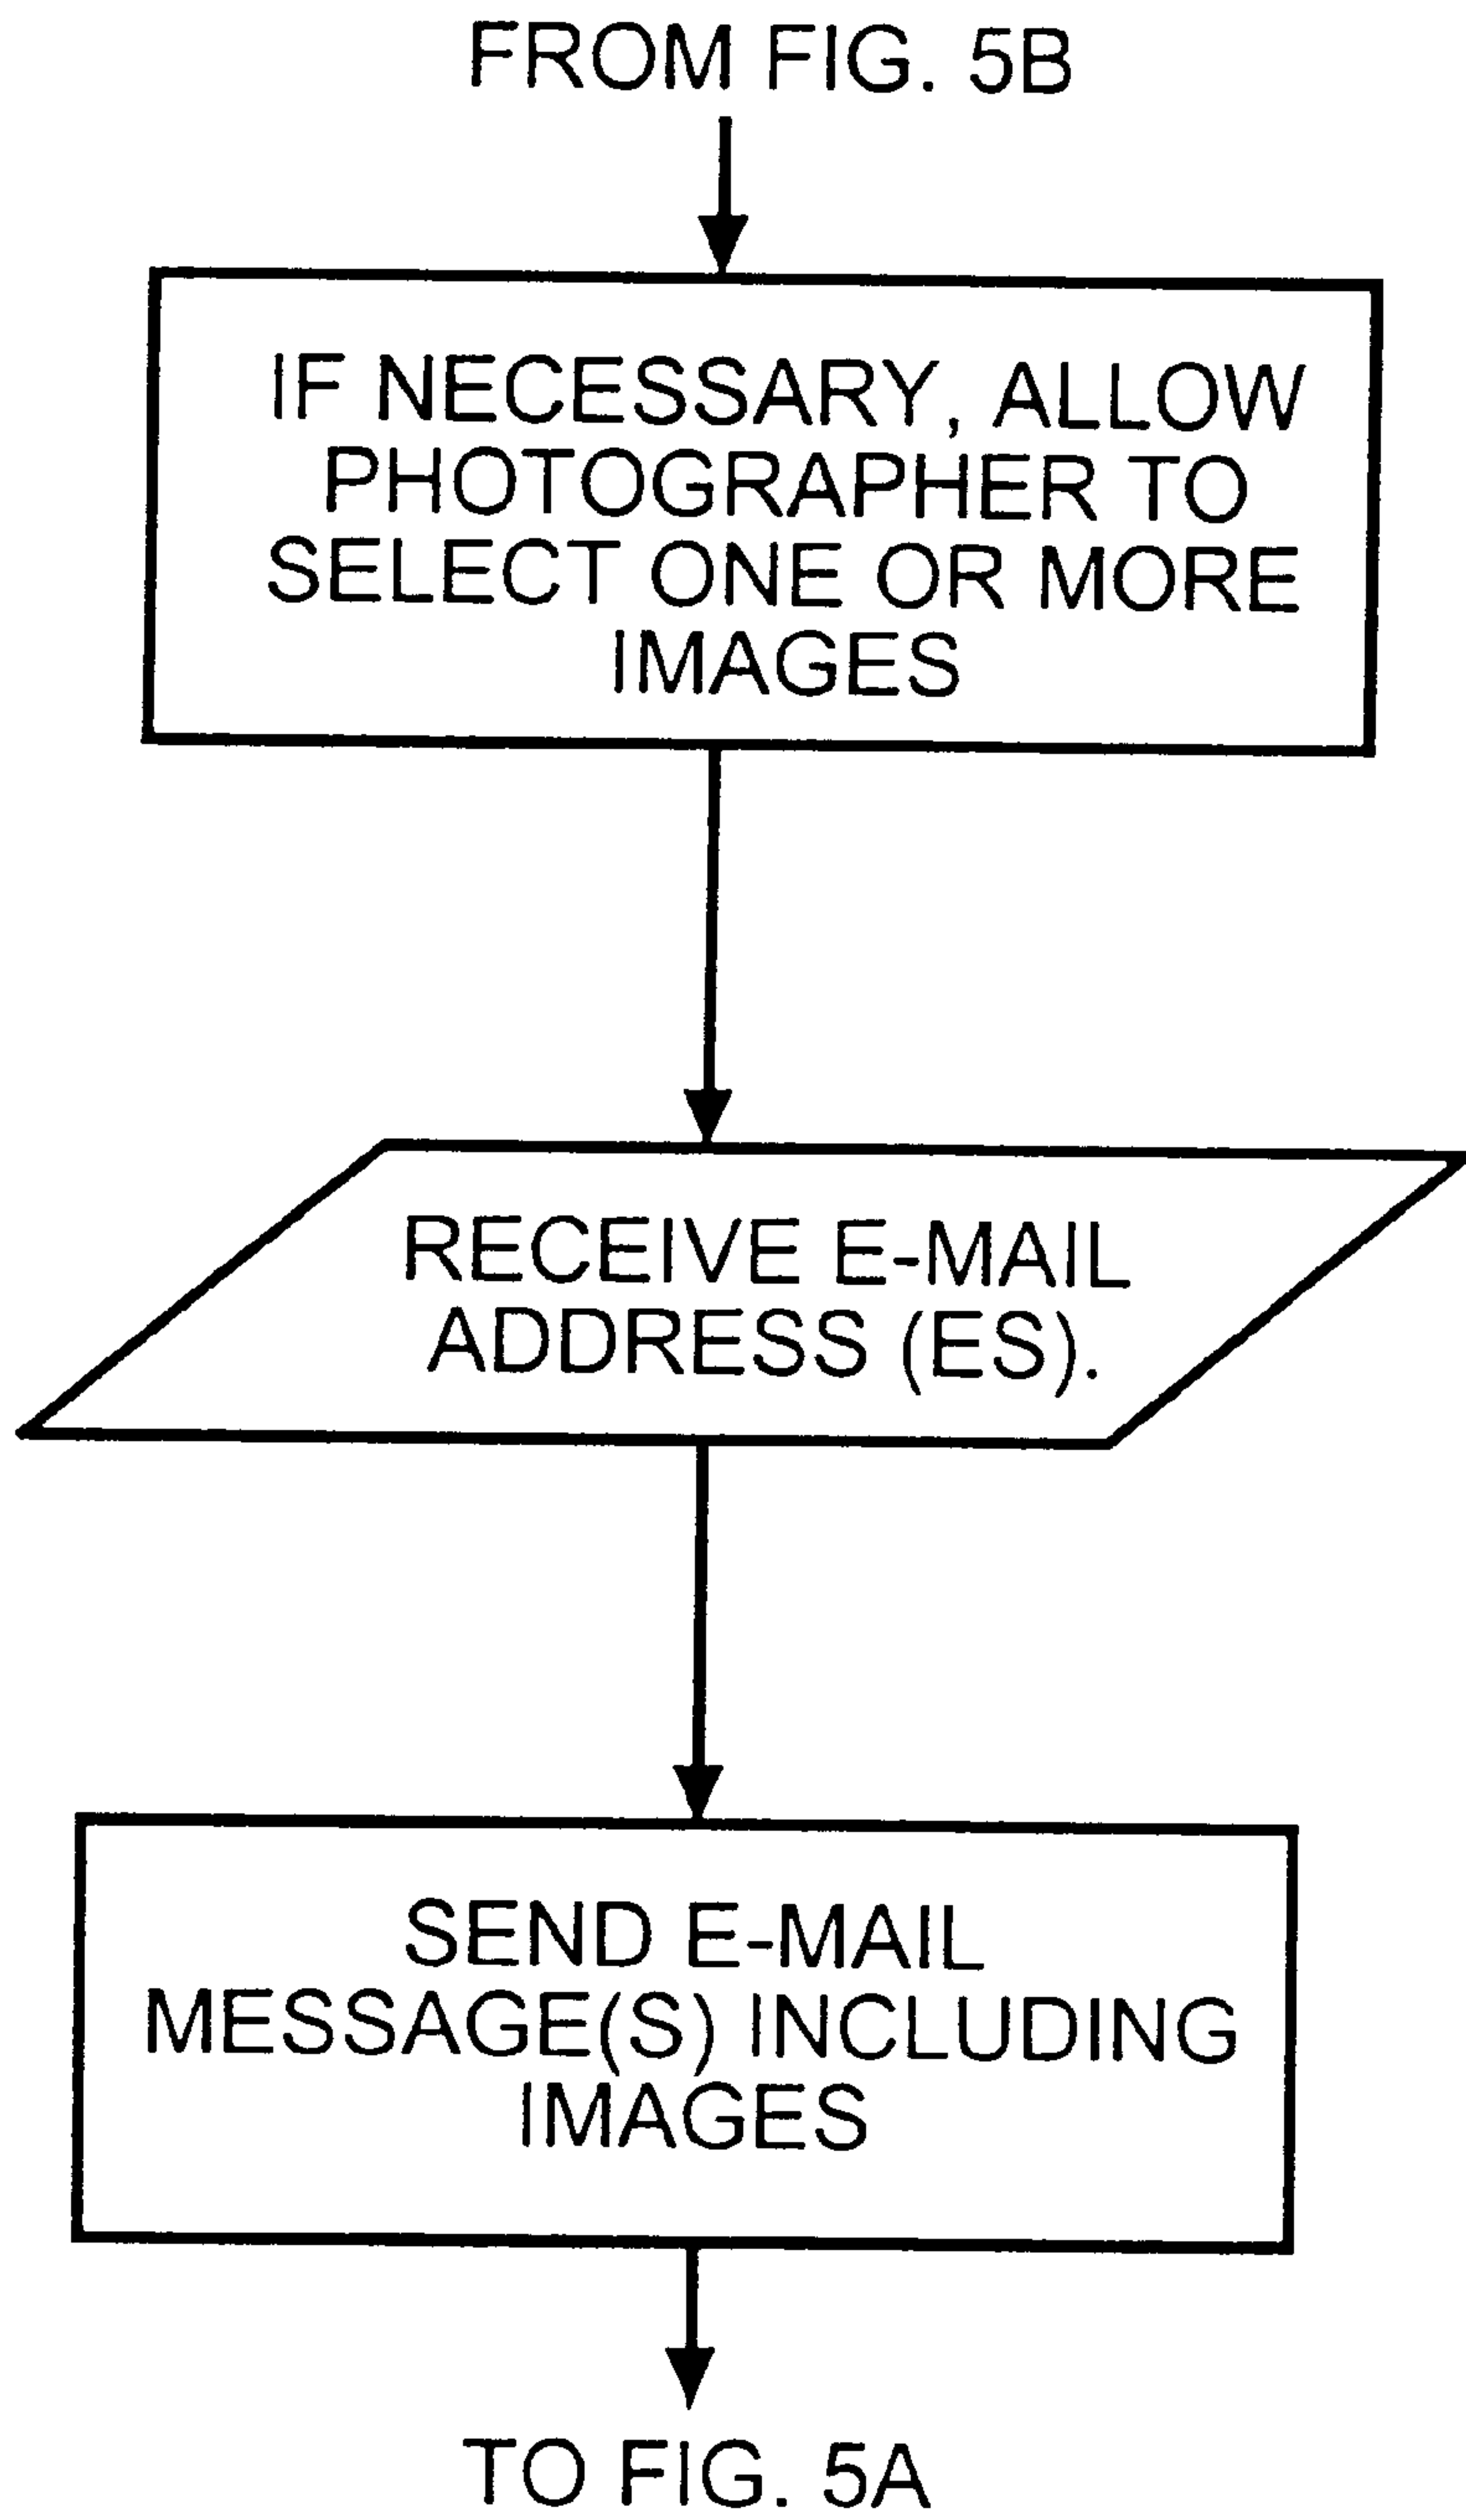 FROM FIG. 5B
IF NECESSARY, ALLOW
PHOTOGRAPHER TO
SELECT ONE OR MORE
IMAGES
RECEIVE E-MAIL
ADDRESS (ES).
SEND E-MAIL
MESSAGE(S) INCLUDING
IMAGES
TO FIG. 5A